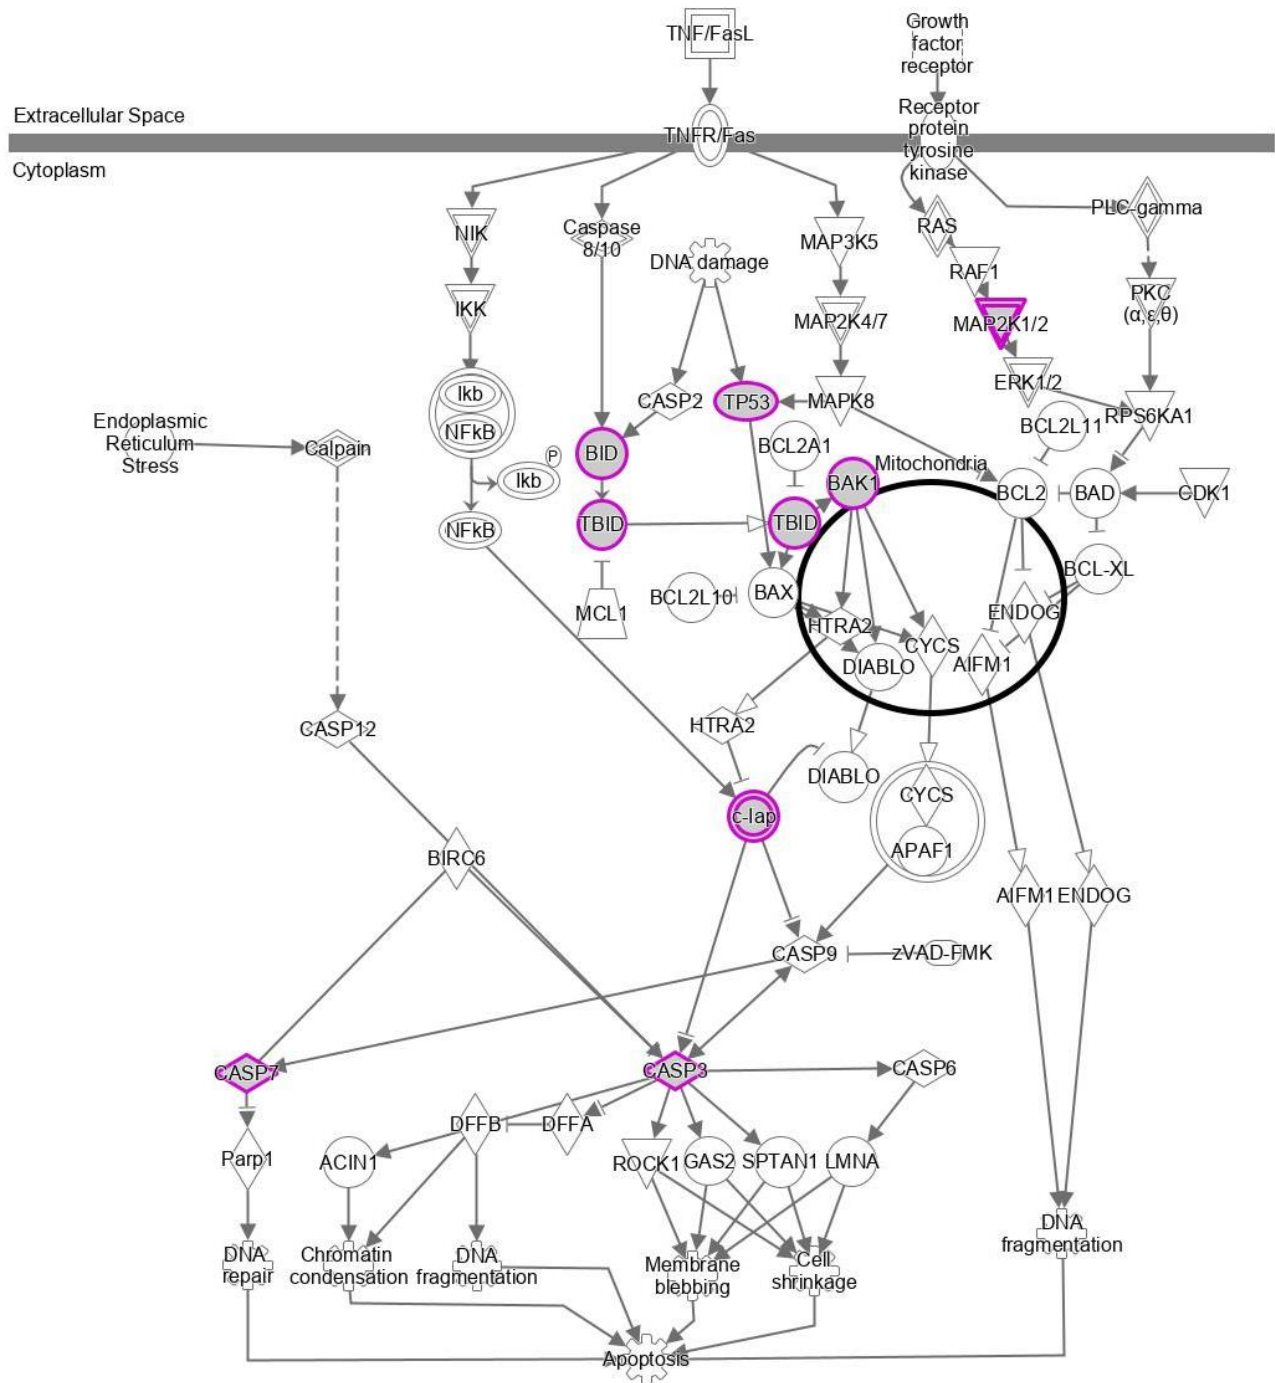 TNF/FasL
Growth
factor
receptor
Extracellular Space
TNFR/Fas
Receptor
protein
tyrosine
kinase
Cytoplasm
NIK
Caspase
8/10
DNA damage
MAP3K5
RAS
PLC-gamma
RAF1
IKK
MAP2K4/7
MAP2K1/2
PKC
(α,ε,θ)
Ikb
NFkB
CASP2
TP53
MAPK8
ERK1/2
RPS6KA1
BCL2L11
Endoplasmic
Reticulum
Stress
Calpain
BID
BCL2A1
Mitochondria
P
Ikb
BAK1
BCL2
BAD
CDK1
NFkB
TBID
TBID
BCL-XL
MCL1
BCL2L10
BAX
HTRA2
ENDOG
CYCS
DIABLO
AIFM1
CASP12
HTRA2
DIABLO
CYCS
c-Iap
APAF1
BIRC6
AIFM1
ENDOG
CASP9
zVAD-FMK
CASP7
CASP3
CASP6
DFFB
DFFA
Parp1
ACIN1
ROCK1
GAS2
SPTAN1
LMNA
DNA
repair
Chromatin
condensation
DNA
fragmentation
Membrane
blebbing
Cell
shrinkage
DNA
fragmentation
Apoptosis